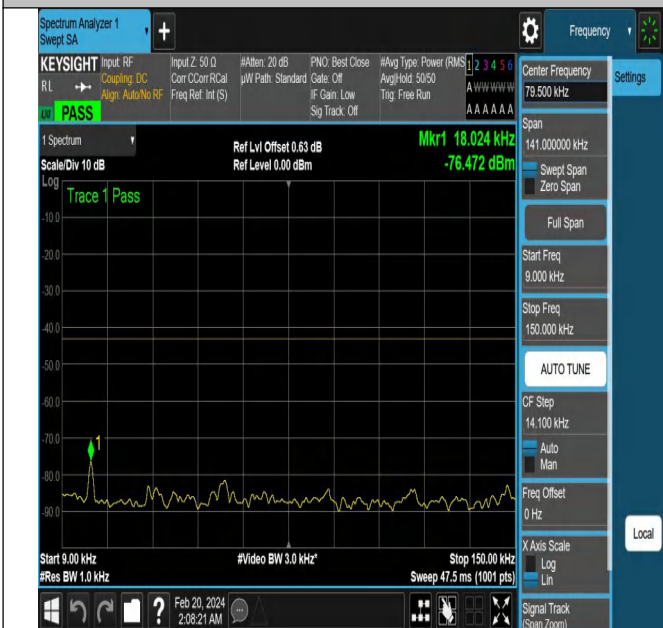 Spectrum Analyzer 1
Swept SA
Frequency
KEYSIGHT
Input: RF
Coupling: DC
Align: Auto/No RF
Input Z: 50 Ω
Corr CCorr RCal
Freq Ref: Int (S)
#Atten: 20 dB
µW Path: Standard
PNO: Best Close
Gate: Off
IF Gain: Low
Sig Track: Off
#Avg Type: Power (RMS
Avg|Hold: 50/50
Trig: Free Run
1 2 3 4 5 6
A W W W W W
A A A A A A
R L
LXI PASS
1 Spectrum
Scale/Div 10 dB
Log
Ref Lvl Offset 0.63 dB
Ref Level 0.00 dBm
Mkr1 18.024 kHz
-76.472 dBm
Trace 1 Pass
-10.0
-20.0
-30.0
-40.0
-50.0
-60.0
-70.0
1
-80.0
-90.0
Start 9.00 kHz
#Res BW 1.0 kHz
#Video BW 3.0 kHz*
Stop 150.00 kHz
Sweep 47.5 ms (1001 pts)
Feb 20, 2024
2:08:21 AM
Center Frequency
79.500 kHz
Settings
Span
141.000000 kHz
Swept Span
Zero Span
Full Span
Start Freq
9.000 kHz
Stop Freq
150.000 kHz
AUTO TUNE
CF Step
14.100 kHz
Auto
Man
Freq Offset
0 Hz
Local
X Axis Scale
Log
Lin
Signal Track
(Span Zoom)